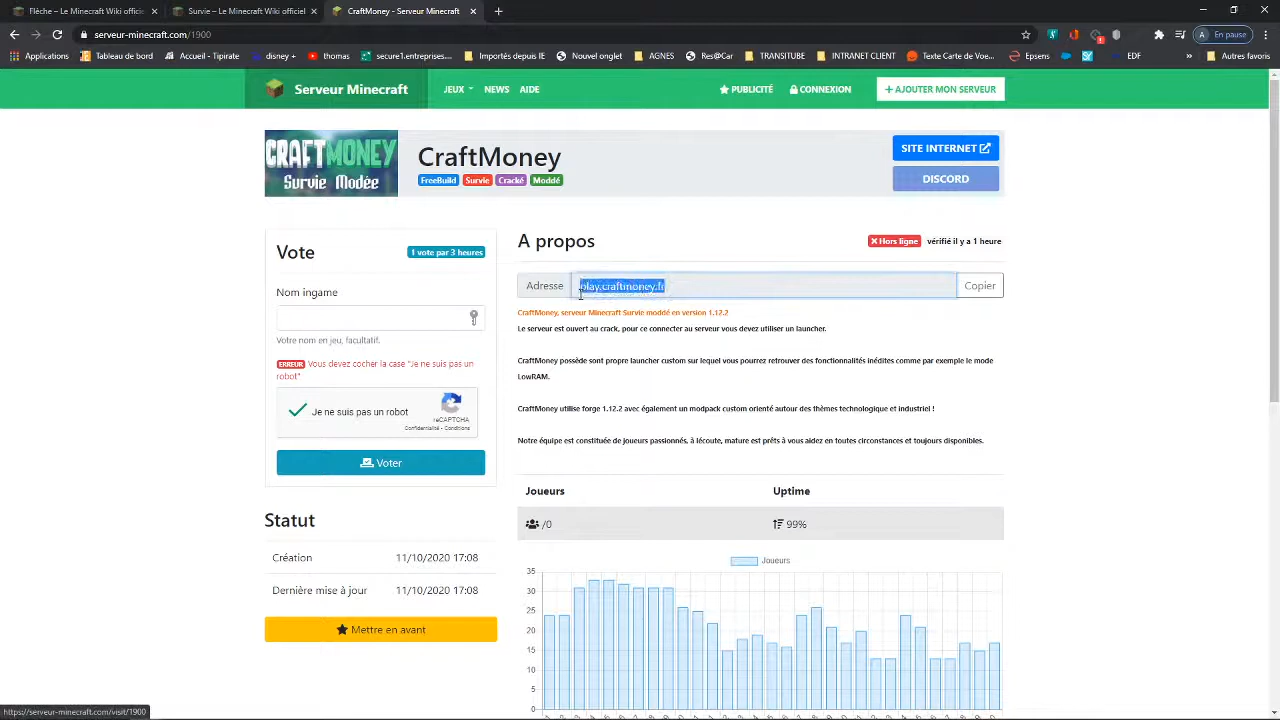 Flèche – Le Minecraft Wiki offici
Survie – Le Minecraft Wiki officiel
CraftMoney - Serveur Minecraft
serveur-minecraft.com/1900
A
En pause
Applications
Tableau de bord
Accueil - Tixeirate
disney +
thomas
secure1.entreprises...
Importés depuis IE
Nouvel onglet
AGNES
Res@Car
TRANSITUBE
INTRANET CLIENT
Texte Carte de Vos...
Epsens
EDF
»
Autres favoris
Serveur Minecraft
JEUX
NEWS
AIDE
PUBLICITÉ
CONNEXION
+ AJOUTER MON SERVEUR
CRAFTMONEY
Survie Modée
CraftMoney
FreeBuild
Survie
Cracké
Moddé
SITE INTERNET
DISCORD
Vote
1 vote par 3 heures
Nom ingame
Votre nom en jeu, facultatif.
ERREUR Vous devez cocher la case "Je ne suis pas un
robot"
Je ne suis pas un robot
reCAPTCHA
Confidentialité - Conditions
Voter
Statut
Création 11/10/2020 17:08
Dernière mise à jour 11/10/2020 17:08
Mettre en avant
A propos
Hors ligne vérifié il y a 1 heure
Adresse
play.craftmoney.fr
Copier
CraftMoney, serveur Minecraft Survie moddé en version 1.12.2
Le serveur est ouvert au crack, pour ce connecter au serveur vous devez utiliser un launcher.
CraftMoney possède sont propre launcher custom sur lequel vous pourrez retrouver des fonctionalités inédites comme par exemple le mode
LowRAM.
CraftMoney utilise forge 1.12.2 avec également un modpack custom orienté autour des thèmes technologique et industriel !
Notre équipe est constituée de joueurs passionnés, à lécoute, mature est prêts à vous aidez en toutes circonstances et toujours disponibles.
Joueurs
Uptime
/0
99%
Joueurs
35
30
25
20
15
10
5
0
https://serveur-minecraft.com/visit/1900